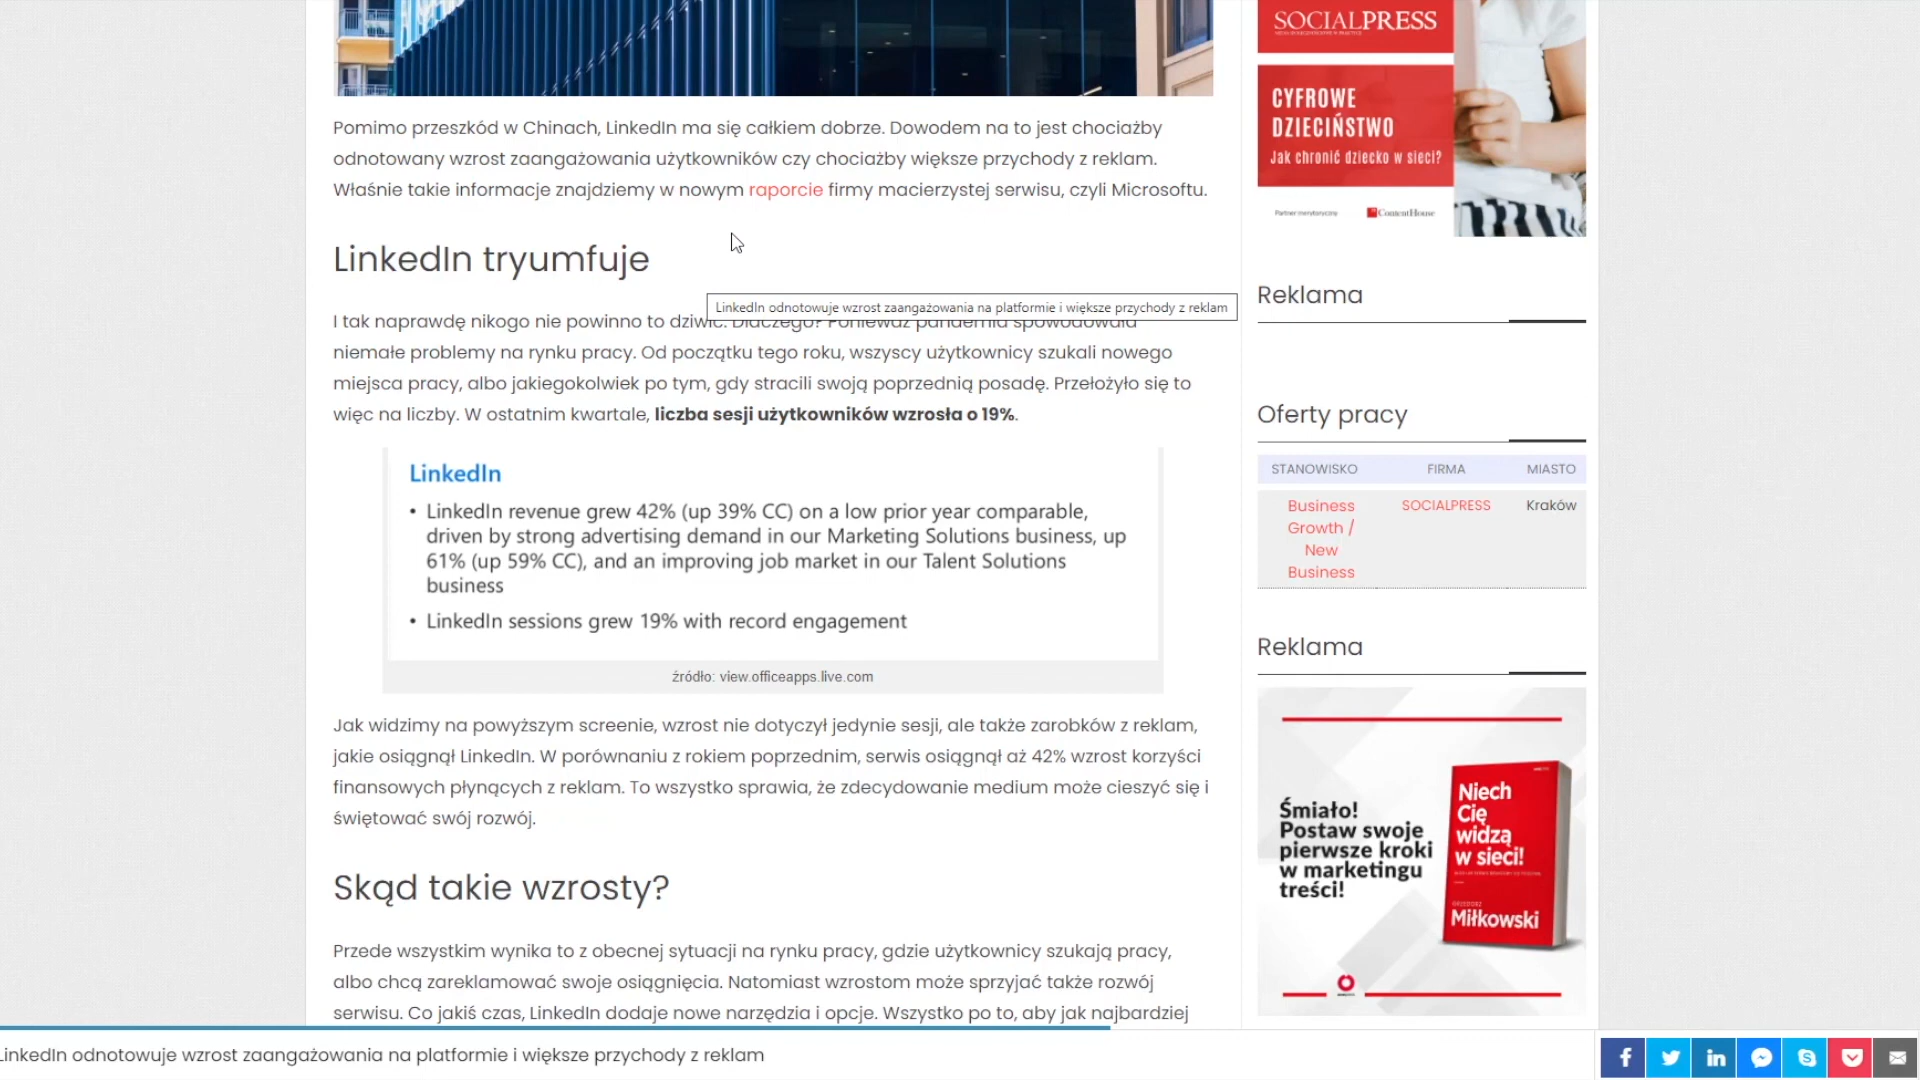 Pomimo przeszkód w Chinach, LinkedIn ma się całkiem dobrze. Dowodem na to jest chociażby
odnotowany wzrost zaangażowania użytkowników czy chociażby większe przychody z reklam.
Właśnie takie informacje znajdziemy w nowym raporcie firmy macierzystej serwisu, czyli Microsoftu.
LinkedIn tryumfuje
LinkedIn odnotowuje wzrost zaangażowania na platformie i większe przychody z reklam
I tak naprawdę nikogo nie powinno to dziwić. Dlaczego? Ponieważ pandemia spowodowała
niemałe problemy na rynku pracy. Od początku tego roku, wszyscy użytkownicy szukali nowego
miejsca pracy, albo jakiegokolwiek po tym, gdy stracili swoją poprzednią posadę. Przełożyło się to
więc na liczby. W ostatnim kwartale, liczba sesji użytkowników wzrosła o 19%.
LinkedIn
• LinkedIn revenue grew 42% (up 39% CC) on a low prior year comparable,
driven by strong advertising demand in our Marketing Solutions business, up
61% (up 59% CC), and an improving job market in our Talent Solutions
business
• LinkedIn sessions grew 19% with record engagement
źródło: view.officeapps.live.com
Jak widzimy na powyższym screenie, wzrost nie dotyczył jedynie sesji, ale także zarobków z reklam,
jakie osiągnął LinkedIn. W porównaniu z rokiem poprzednim, serwis osiągnął aż 42% wzrost korzyści
finansowych płynących z reklam. To wszystko sprawia, że zdecydowanie medium może cieszyć się i
świętować swój rozwój.
Skąd takie wzrosty?
Przede wszystkim wynika to z obecnej sytuacji na rynku pracy, gdzie użytkownicy szukają pracy,
albo chcą zareklamować swoje osiągnięcia. Natomiast wzrostom może sprzyjać także rozwój
serwisu. Co jakiś czas, LinkedIn dodaje nowe narzędzia i opcje. Wszystko po to, aby jak najbardziej
SOCIALPRESS
CYFROWE
DZIECIŃSTWO
Jak chronić dziecko w sieci?
Partner merytoryczny
ContentHouse
Reklama
Oferty pracy
STANOWISKO FIRMA MIASTO
Business SOCIALPRESS Kraków
Growth /
New
Business
Reklama
Śmiało!
Postaw swoje
pierwsze kroki
w marketingu
treści!
Niech
Cię
widzą
w sieci!
Miłkowski
LinkedIn odnotowuje wzrost zaangażowania na platformie i większe przychody z reklam